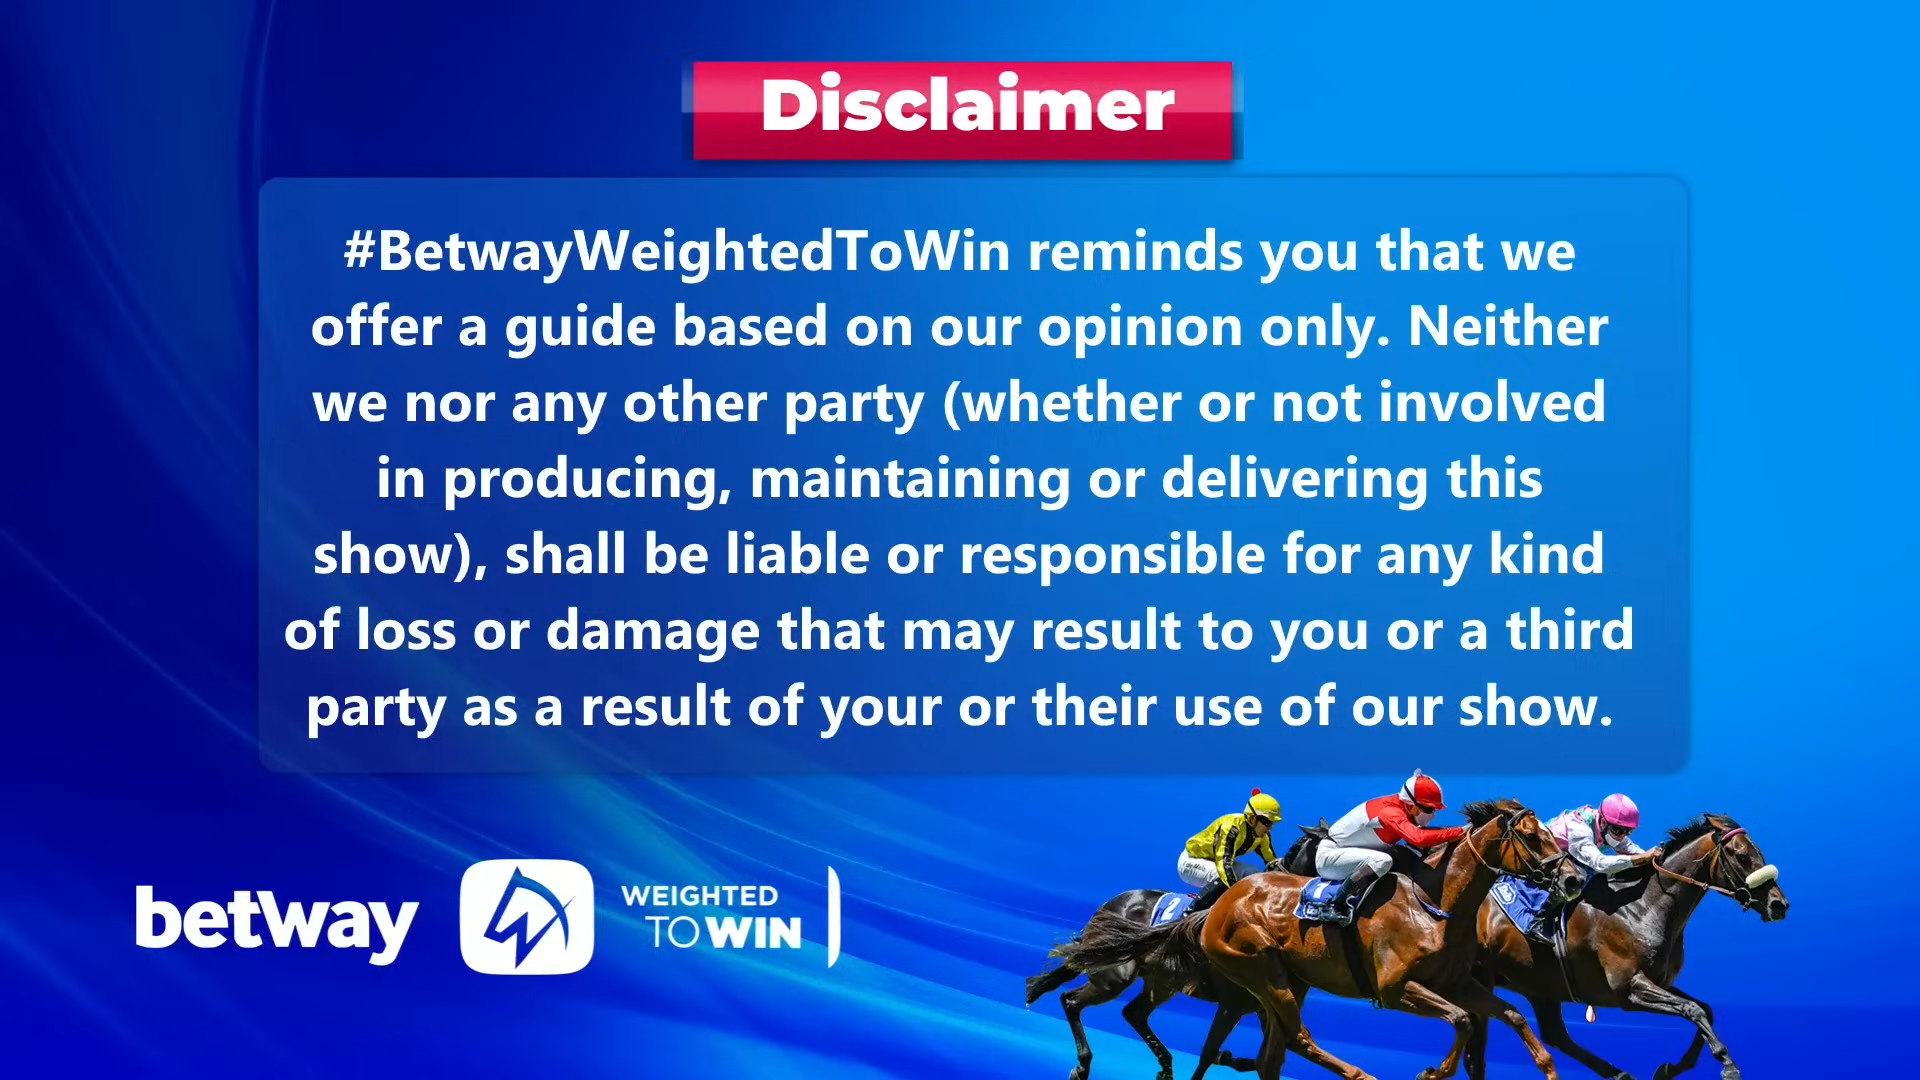 Disclaimer
#BetwayWeightedToWin reminds you that we
offer a guide based on our opinion only. Neither
we nor any other party (whether or not involved
in producing, maintaining or delivering this
show), shall be liable or responsible for any kind
of loss or damage that may result to you or a third
party as a result of your or their use of our show.
betway
WEIGHTED
TOWIN
2
1